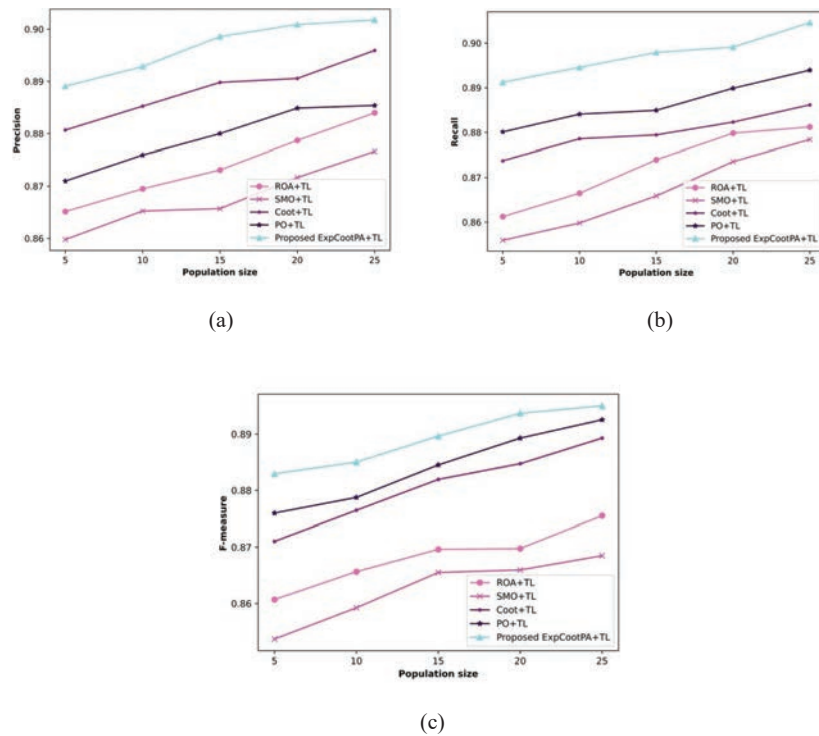 0.90
0.89
0.88
0.87
0.86
Precision
ROA+TL
SMO+TL
Coot+TL
PO+TL
Proposed ExpCootPA+TL
5 10 15 20 25
Population size
(a)
0.90
0.89
0.88
0.87
0.86
Recall
ROA+TL
SMO+TL
Coot+TL
PO+TL
Proposed ExpCootPA+TL
5 10 15 20 25
Population size
(b)
0.89
0.88
0.87
0.86
F-measure
ROA+TL
SMO+TL
Coot+TL
PO+TL
Proposed ExpCootPA+TL
5 10 15 20 25
Population size
(c)